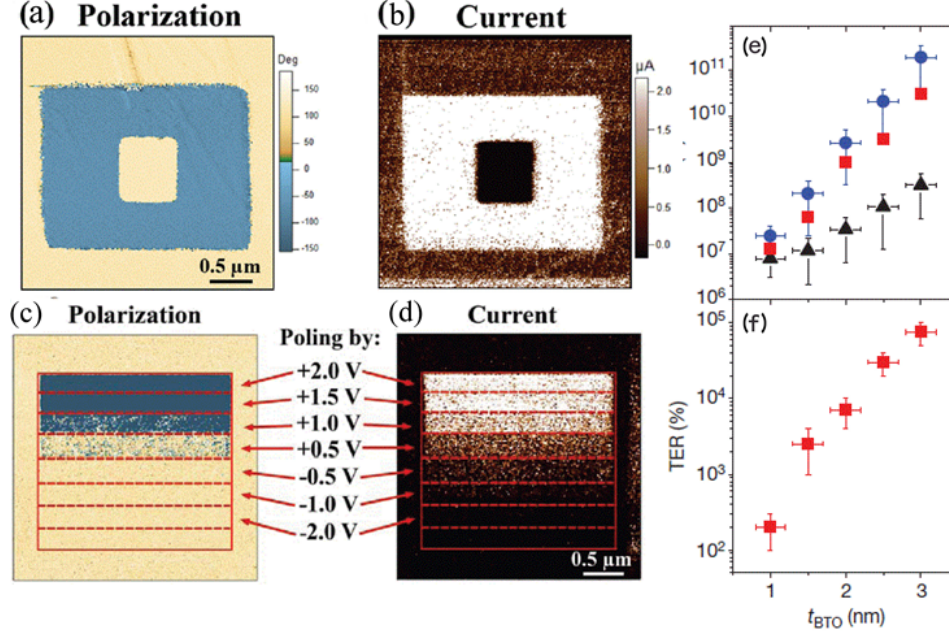 (a) Polarization
Deg
150
100
50
0
-50
-100
-150
0.5 µm
(b) Current
µA
2.0
1.5
1.0
0.5
0.0
(c) Polarization
Poling by:
+2.0 V
+1.5 V
+1.0 V
+0.5 V
-0.5 V
-1.0 V
-2.0 V
(d) Current
0.5 µm
(e)
10¹¹
10¹⁰
10⁹
10⁸
10⁷
10⁶
(f)
10⁵
10⁴
10³
10²
TER (%)
1 2 3
tBTO (nm)